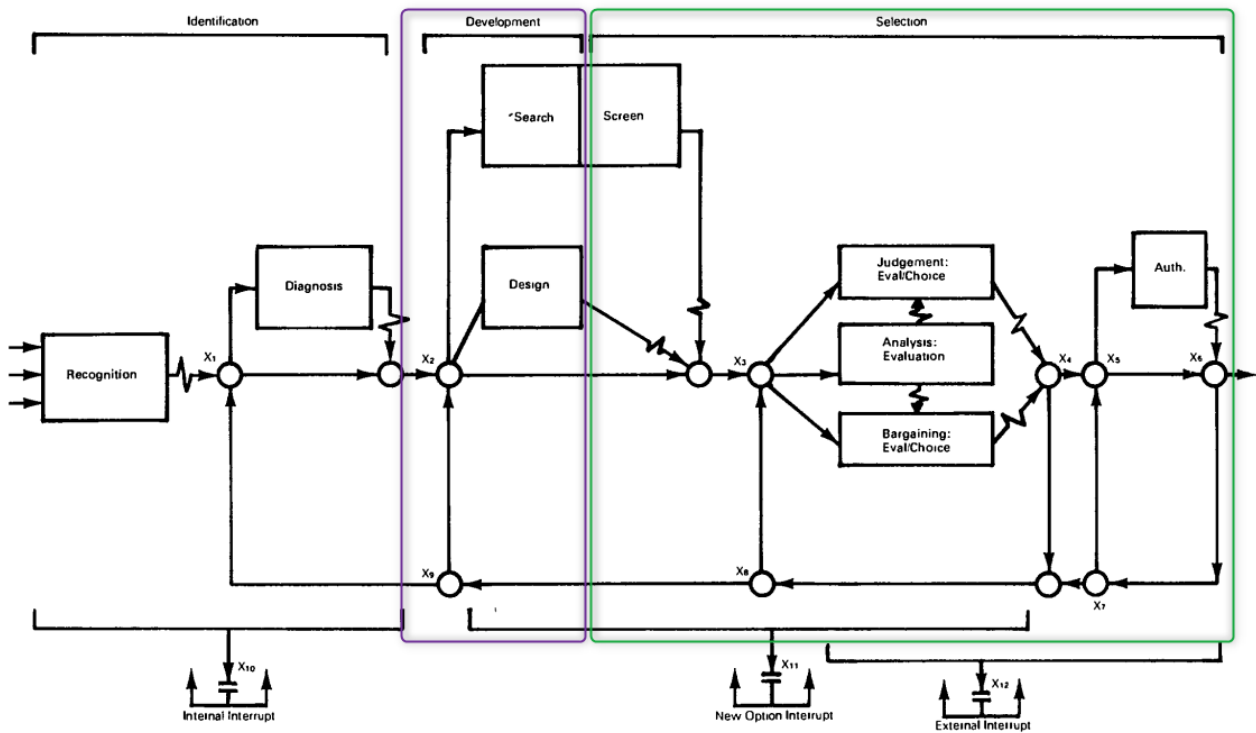 Identification
Development
Selection
Search
Screen
Diagnosis
Design
Judgement:
Eval/Choice
Auth.
Recognition
X1
X2
X3
Analysis:
Evaluation
X4
X5
X6
Bargaining:
Eval/Choice
X9
X8
X7
X10
X11
X12
Internal Interrupt
New Option Interrupt
External Interrupt